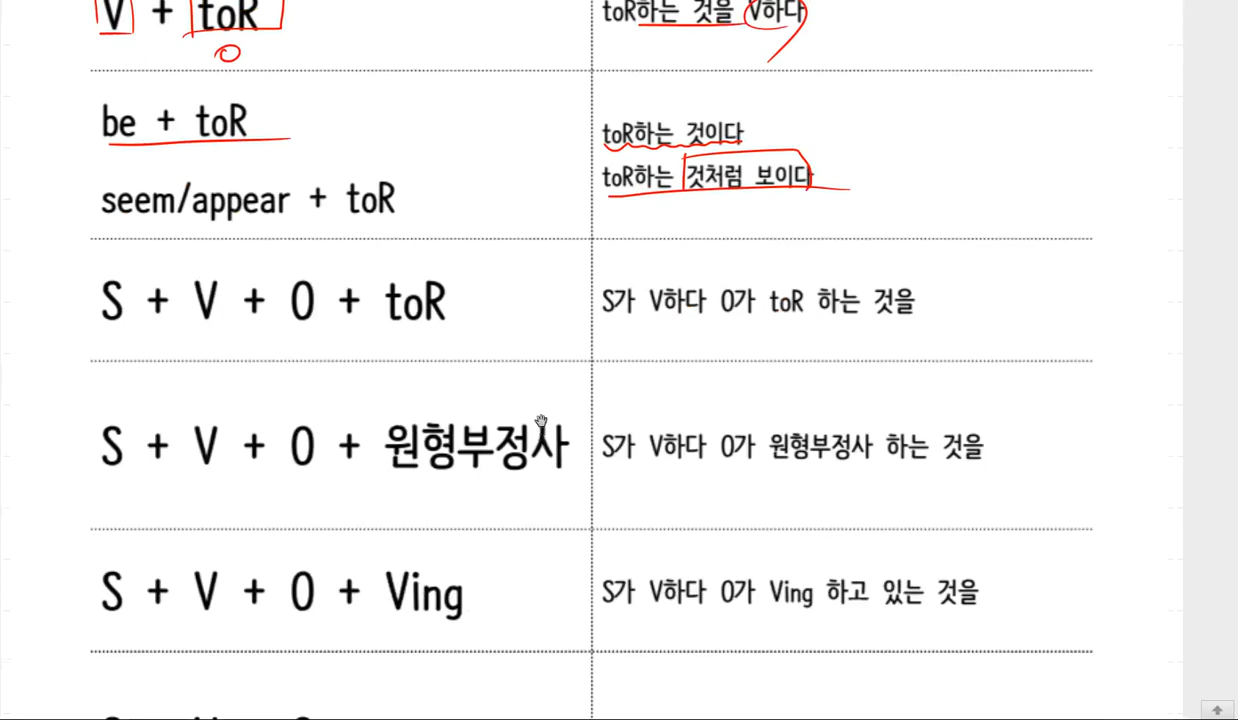 V + toR
toR하는 것을 V하다
be + toR
toR하는 것이다
seem/appear + toR
toR하는 것처럼 보이다
S + V + O + toR
S가 V하다 O가 toR 하는 것을
S + V + O + 원형부정사
S가 V하다 O가 원형부정사 하는 것을
S + V + O + Ving
S가 V하다 O가 Ving 하고 있는 것을